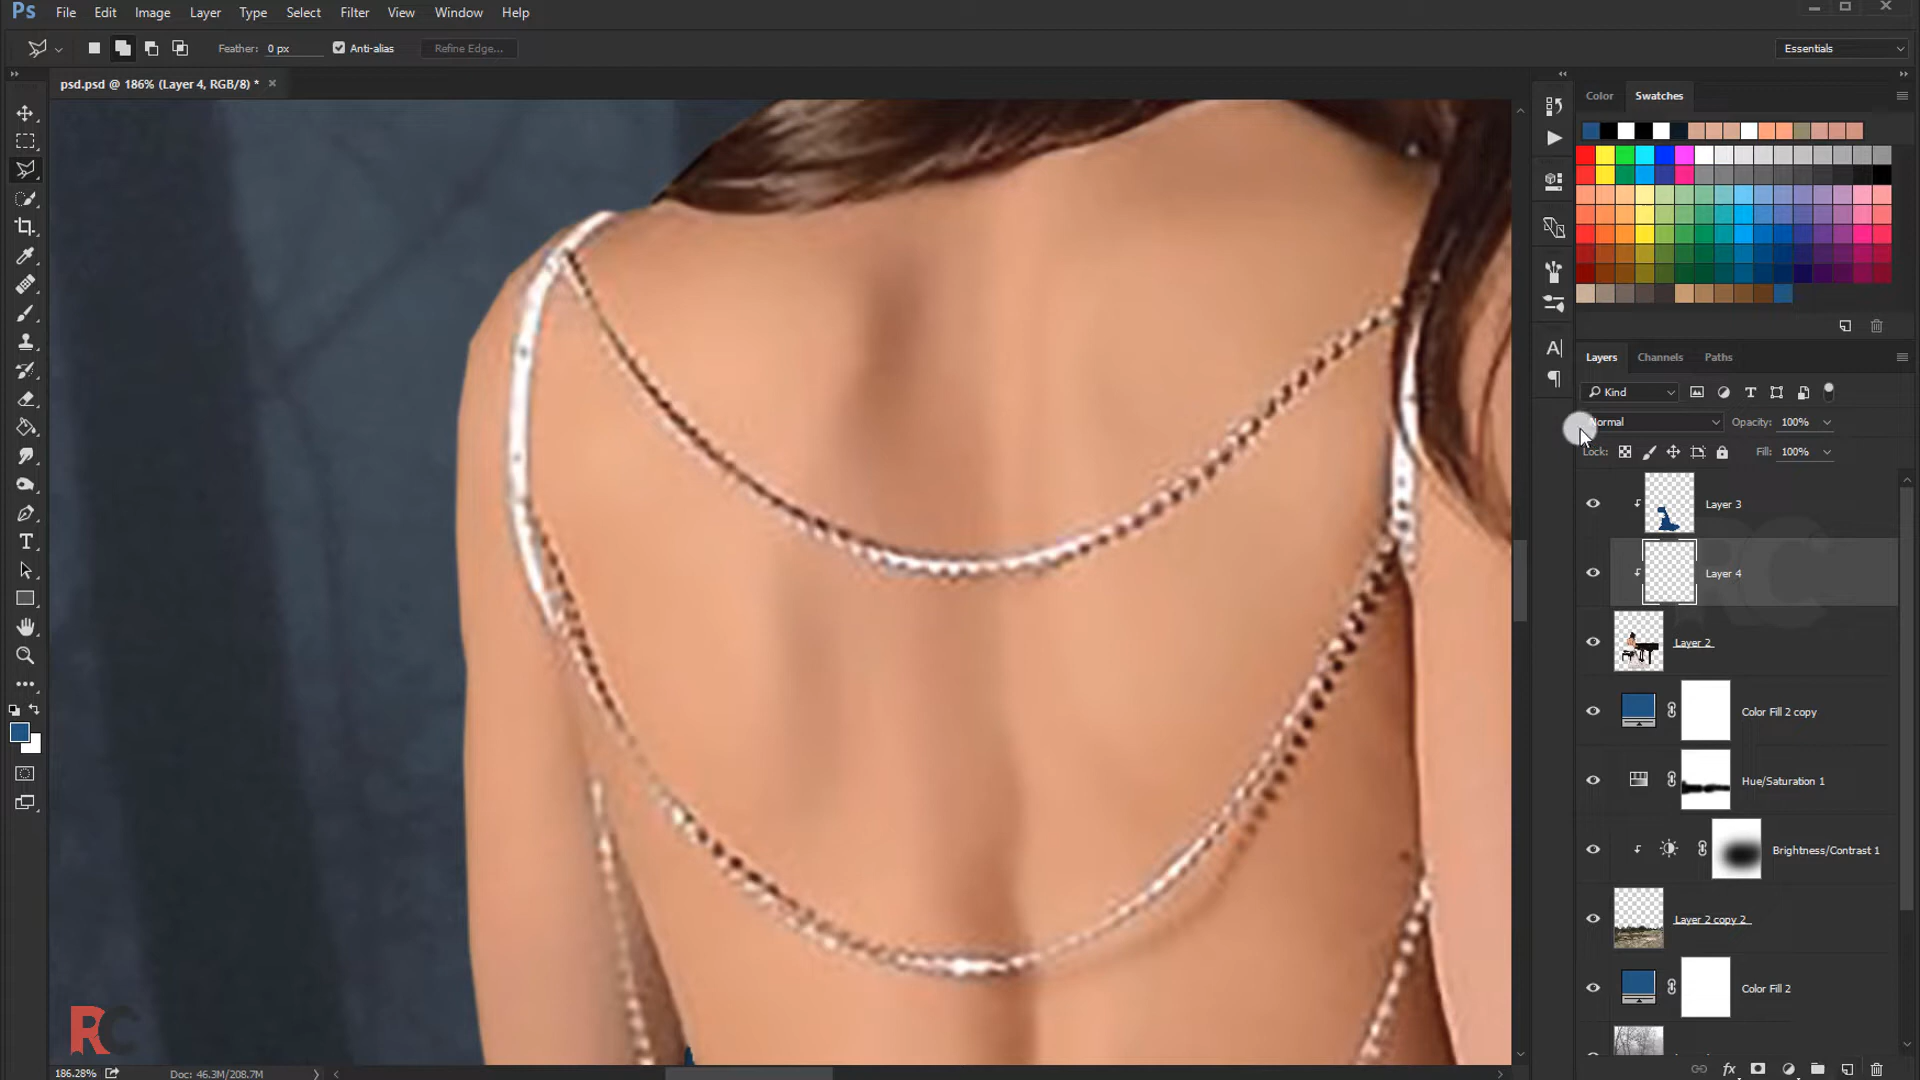 Ps File Edit Image Layer Type Select Filter View Window Help
Feather: 0 px Anti-alias Refine Edge... Essentials
psd.psd @ 186% (Layer 4, RGB/8) * ×
Color Swatches
Layers Channels Paths
Kind
Normal Opacity: 100%
Lock: Fill: 100%
Layer 3
Layer 4
Layer 2
Color Fill 2 copy
Hue/Saturation 1
Brightness/Contrast 1
Layer 2 copy 2
Color Fill 2
RC
186.28% Doc: 46.3M/208.7M